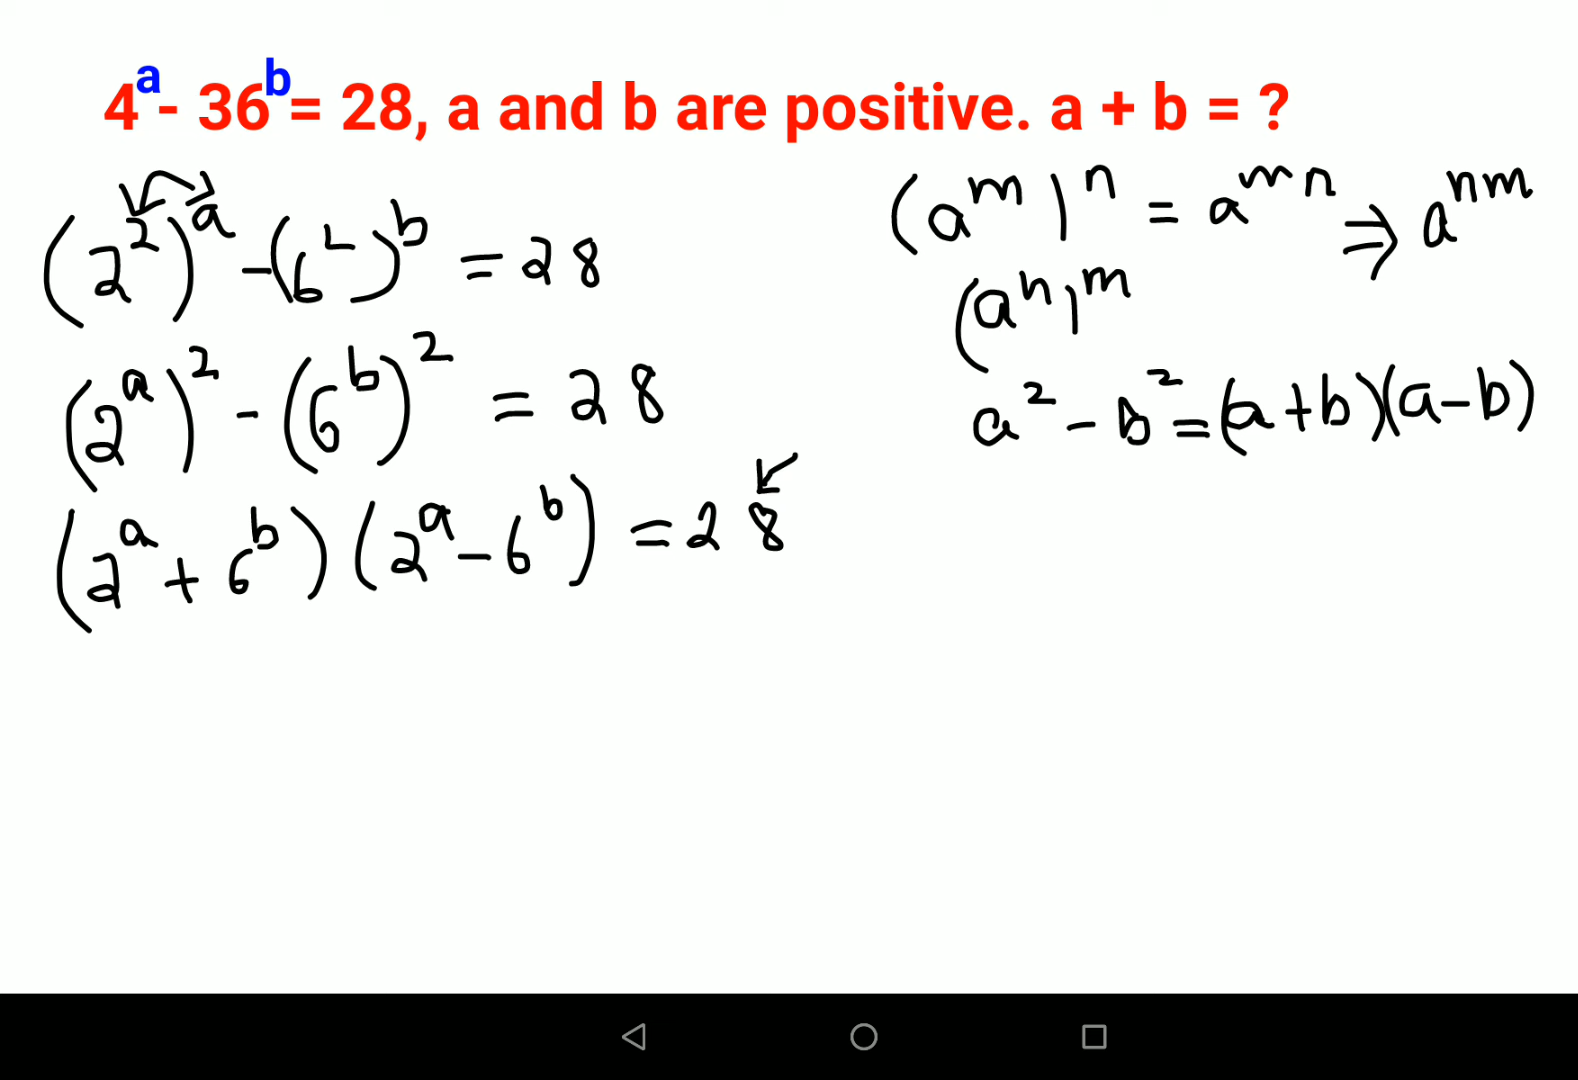 4^a - 36^b = 28, a and b are positive. a + b = ?
(2^2)^a - (6^2)^b = 28
(2^a)^2 - (6^b)^2 = 28
(2^a + 6^b)(2^a - 6^b) = 28
(a^m)^n = a^mn ⇒ a^nm
(a^n)^m
a^2 - b^2 = (a+b)(a-b)